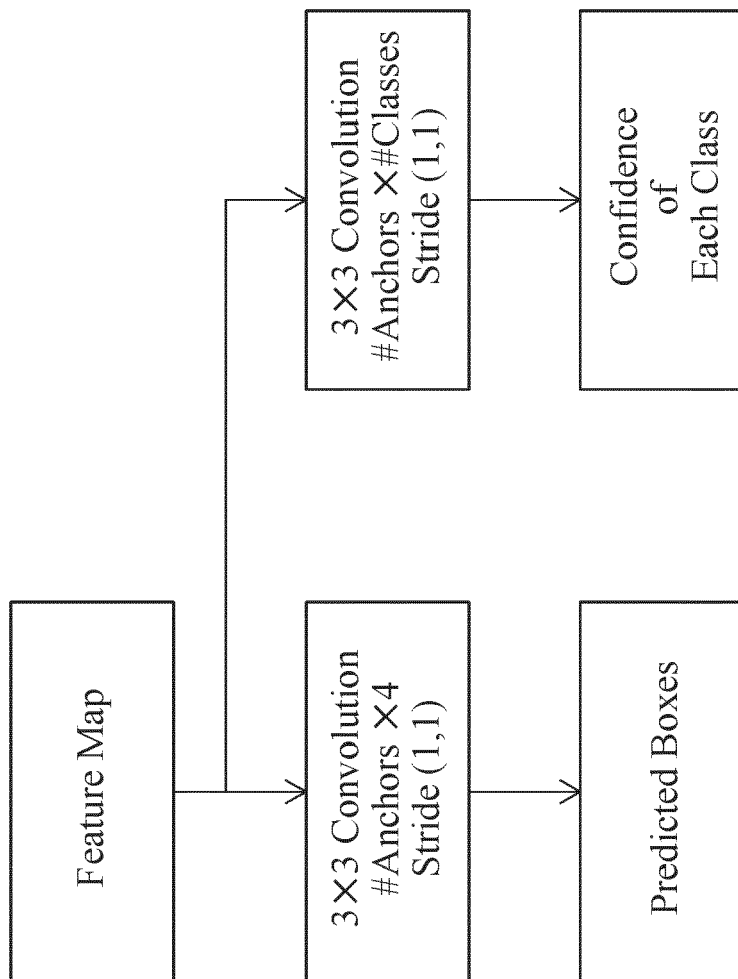 Feature Map
3×3 Convolution
#Anchors ×4
Stride (1,1)
Predicted Boxes
3×3 Convolution
#Anchors ×#Classes
Stride (1,1)
Confidence
of
Each Class